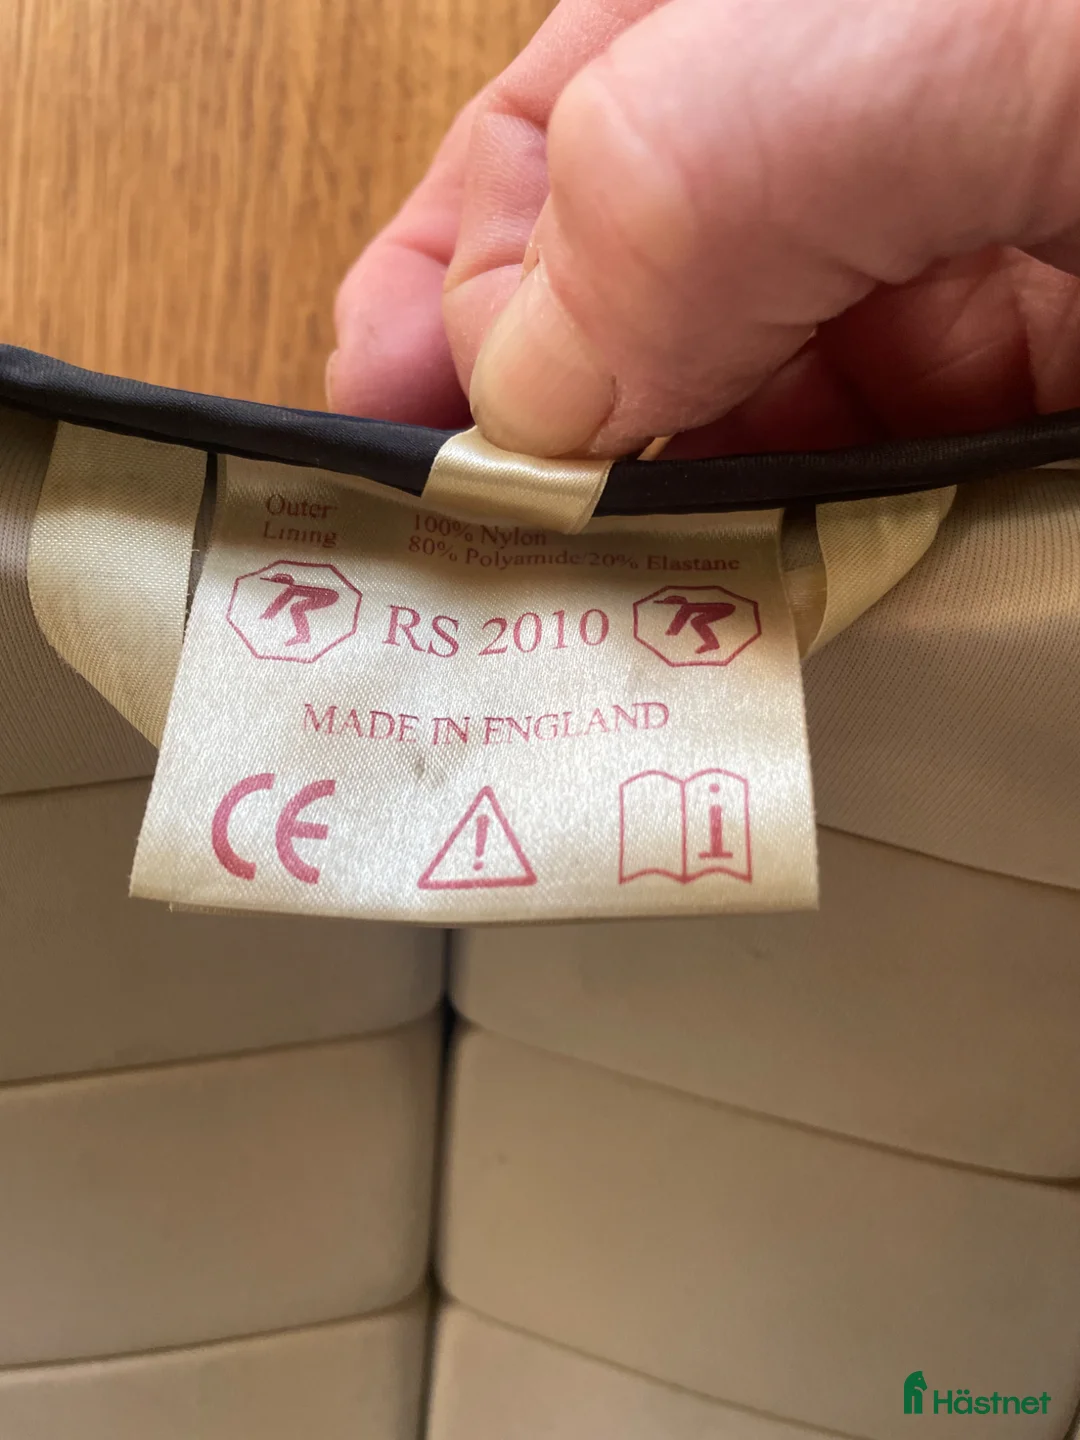 Outer 100% Nylon
Lining 80% Polyamide/20% Elastane
RS 2010
MADE IN ENGLAND
CE
!
i
Hästnet